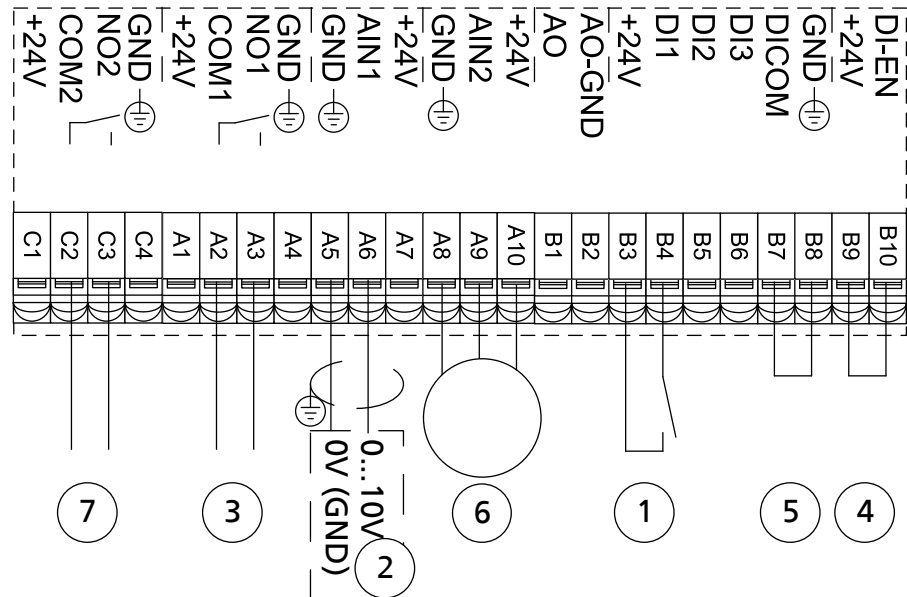 +24V
COM2
NO2
GND
+24V
COM1
NO1
GND
GND
AIN1
+24V
GND
AIN2
+24V
AO
AO-GND
+24V
DI1
DI2
DI3
DICOM
GND
+24V
DI-EN
C1
C2
C3
C4
A1
A2
A3
A4
A5
A6
A7
A8
A9
A10
B1
B2
B3
B4
B5
B6
B7
B8
B9
B10
0V (GND)
0...10V
7
3
2
6
1
5
4